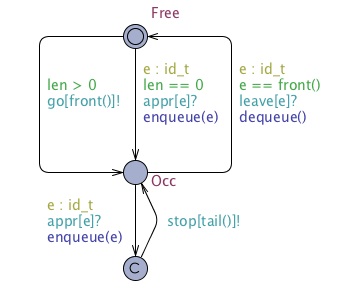 Free
len > 0
go[front()]!
e : id_t
len == 0
appr[e]?
enqueue(e)
e : id_t
e == front()
leave[e]?
dequeue()
Occ
e : id_t
appr[e]?
enqueue(e)
stop[tail()]!
C